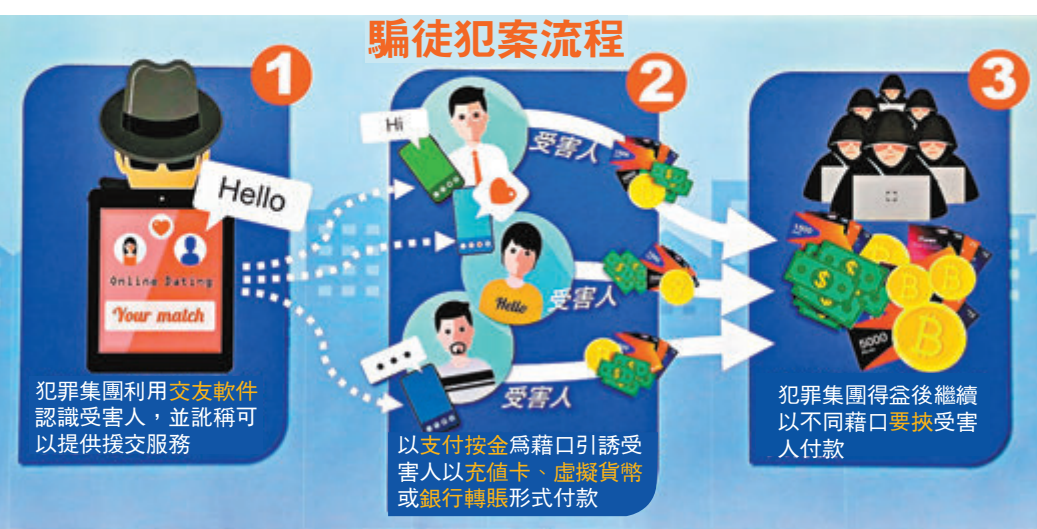 騙徒犯案流程
1
Hello
Online Dating
Your match
犯罪集團利用交友軟件
認識受害人，並訛稱可
以提供援交服務
2
Hi
受害人
Hello
受害人
受害人
以支付按金爲藉口引誘受
害人以充値卡、虛擬貨幣
或銀行轉賬形式付款
3
5000
犯罪集團得益後繼續
以不同藉口要挾受害
人付款